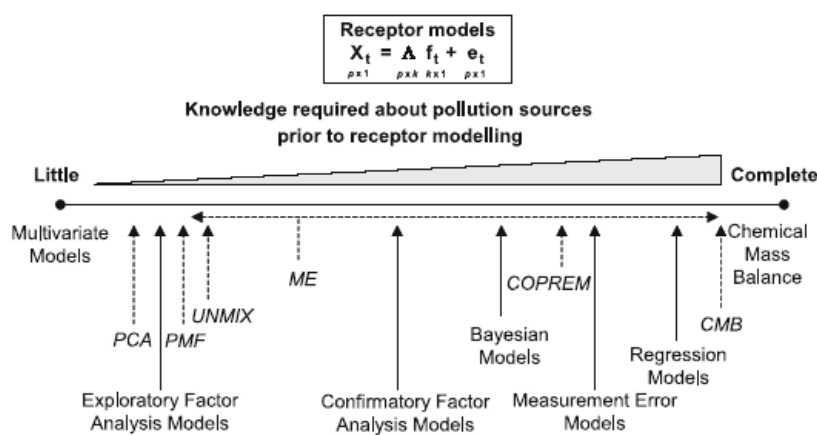 Receptor models
X_t = Λ f_t + e_t
p x 1 p x k k x 1 p x 1
Knowledge required about pollution sources
prior to receptor modelling
Little
Complete
Multivariate
Models
Chemical
Mass
Balance
PCA
PMF
UNMIX
ME
COPREM
CMB
Bayesian
Models
Regression
Models
Exploratory Factor
Analysis Models
Confirmatory Factor
Analysis Models
Measurement Error
Models